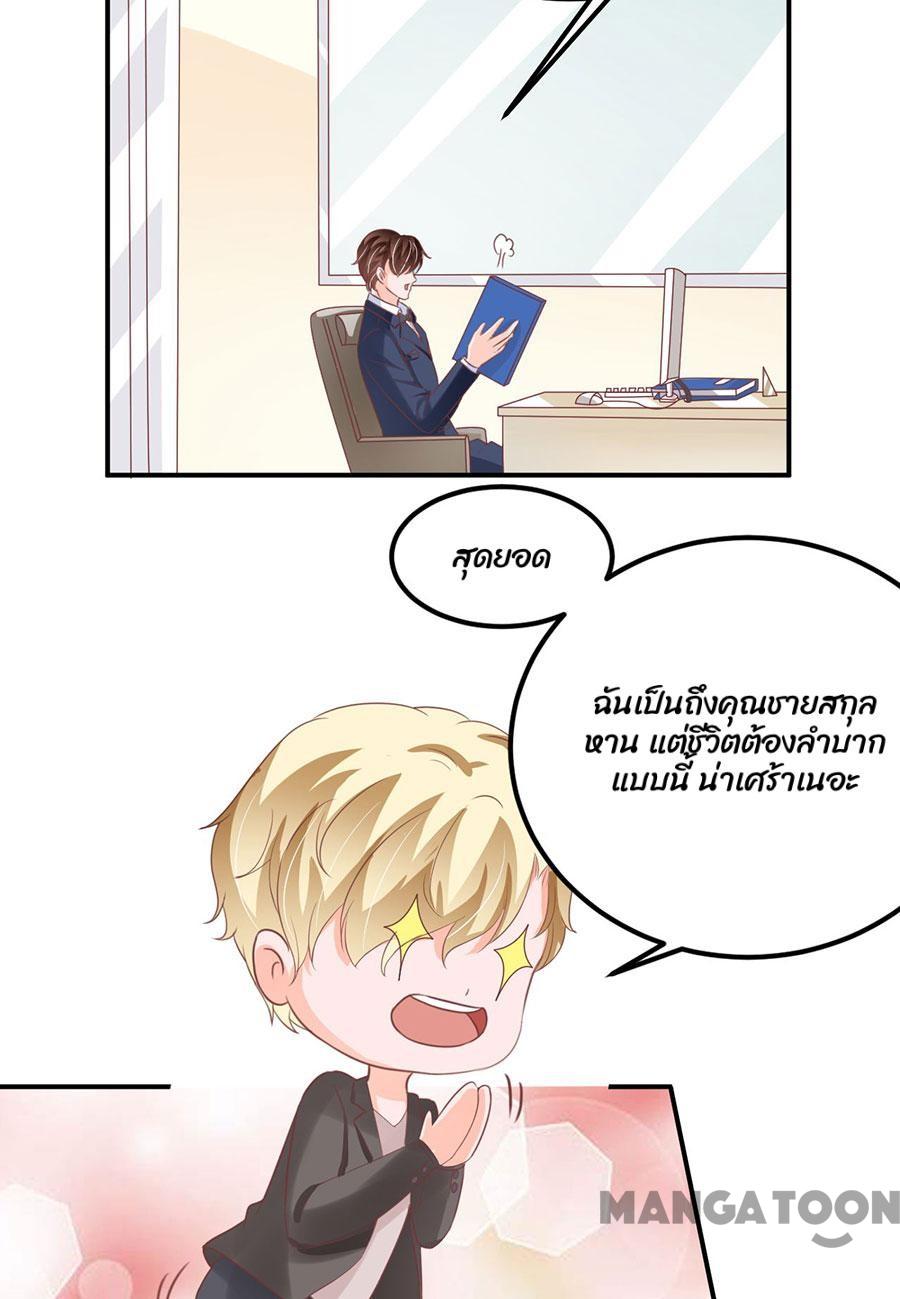 สุดยอด
ฉันเป็นถึงคุณชายสกุล
หาน แต่ชีวิตต้องลำบาก
แบบนี้ น่าเศร้าเนอะ
MANGATOON